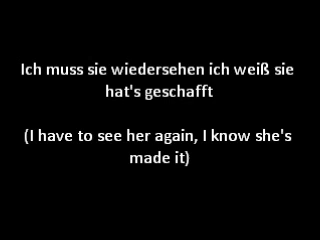 Ich muss sie wiedersehen ich weiß sie
hat's geschafft
(I have to see her again, I know she's
made it)